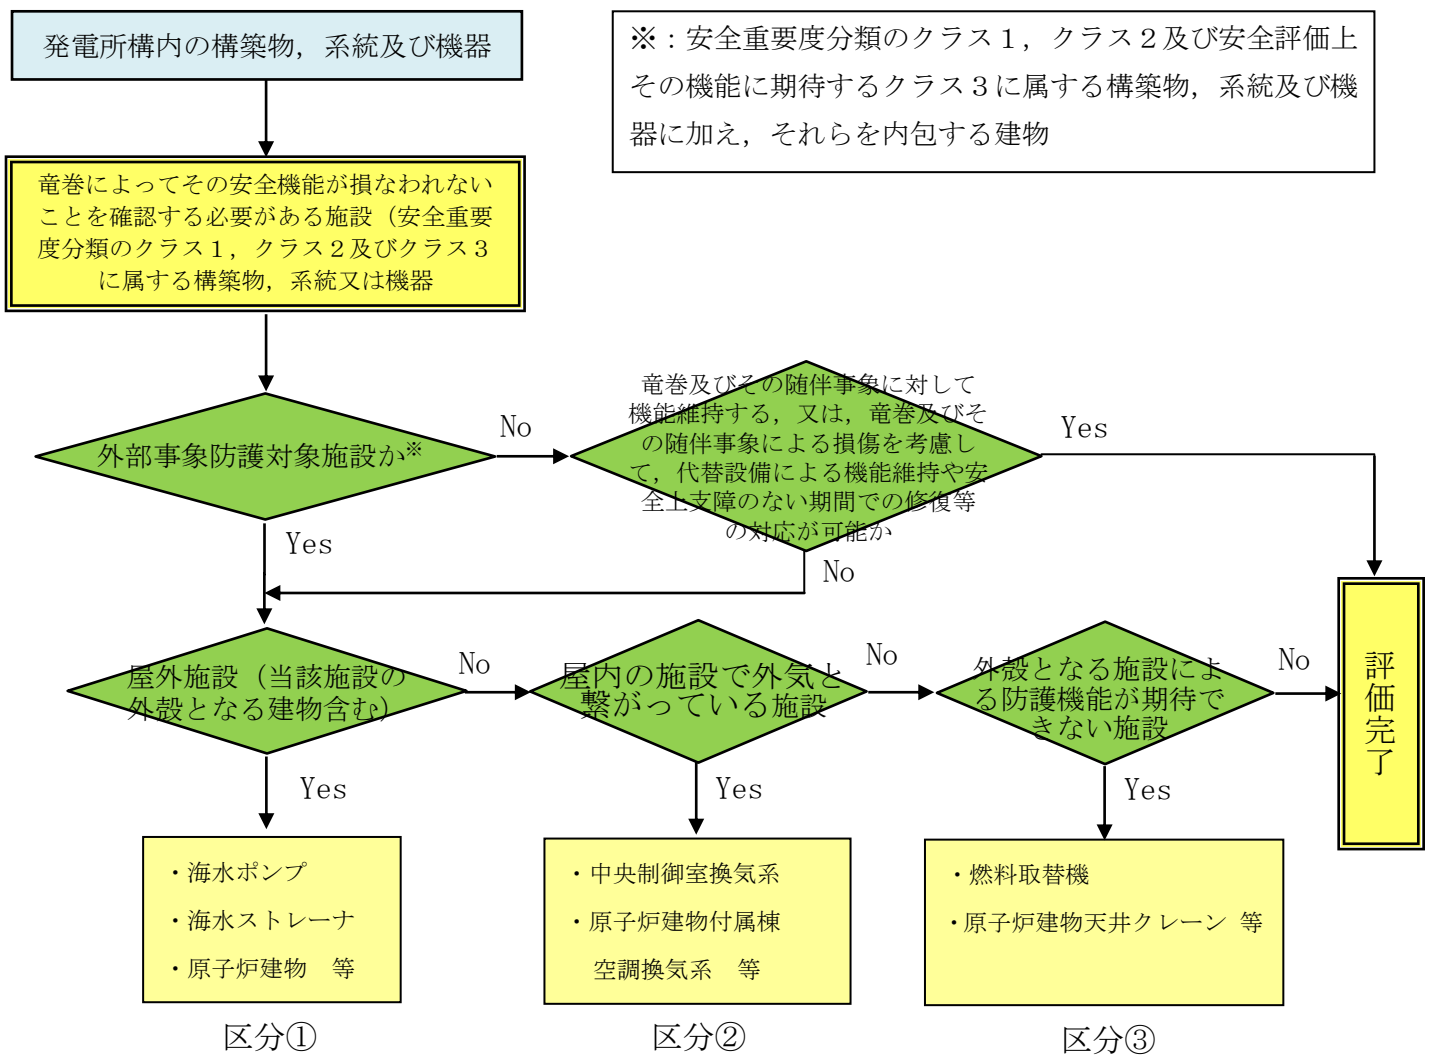 発電所構内の構築物，系統及び機器
※：安全重要度分類のクラス１，クラス２及び安全評価上
その機能に期待するクラス３に属する構築物，系統及び機
器に加え，それらを内包する建物
竜巻によってその安全機能が損なわれない
ことを確認する必要がある施設（安全重要
度分類のクラス１，クラス２及びクラス３
に属する構築物，系統又は機器
外部事象防護対象施設か※
No
竜巻及びその随伴事象に対して
機能維持する，又は，竜巻及びそ
の随伴事象による損傷を考慮し
て，代替設備による機能維持や安
全上支障のない期間での修復等
の対応が可能か
Yes
Yes
No
屋外施設（当該施設の
外殻となる建物含む）
No
屋内の施設で外気と
繋がっている施設
No
外殻となる施設によ
る防護機能が期待で
きない施設
No
評価完了
Yes
Yes
Yes
・海水ポンプ
・海水ストレーナ
・原子炉建物　等
・中央制御室換気系
・原子炉建物付属棟
空調換気系　等
・燃料取替機
・原子炉建物天井クレーン 等
区分①
区分②
区分③